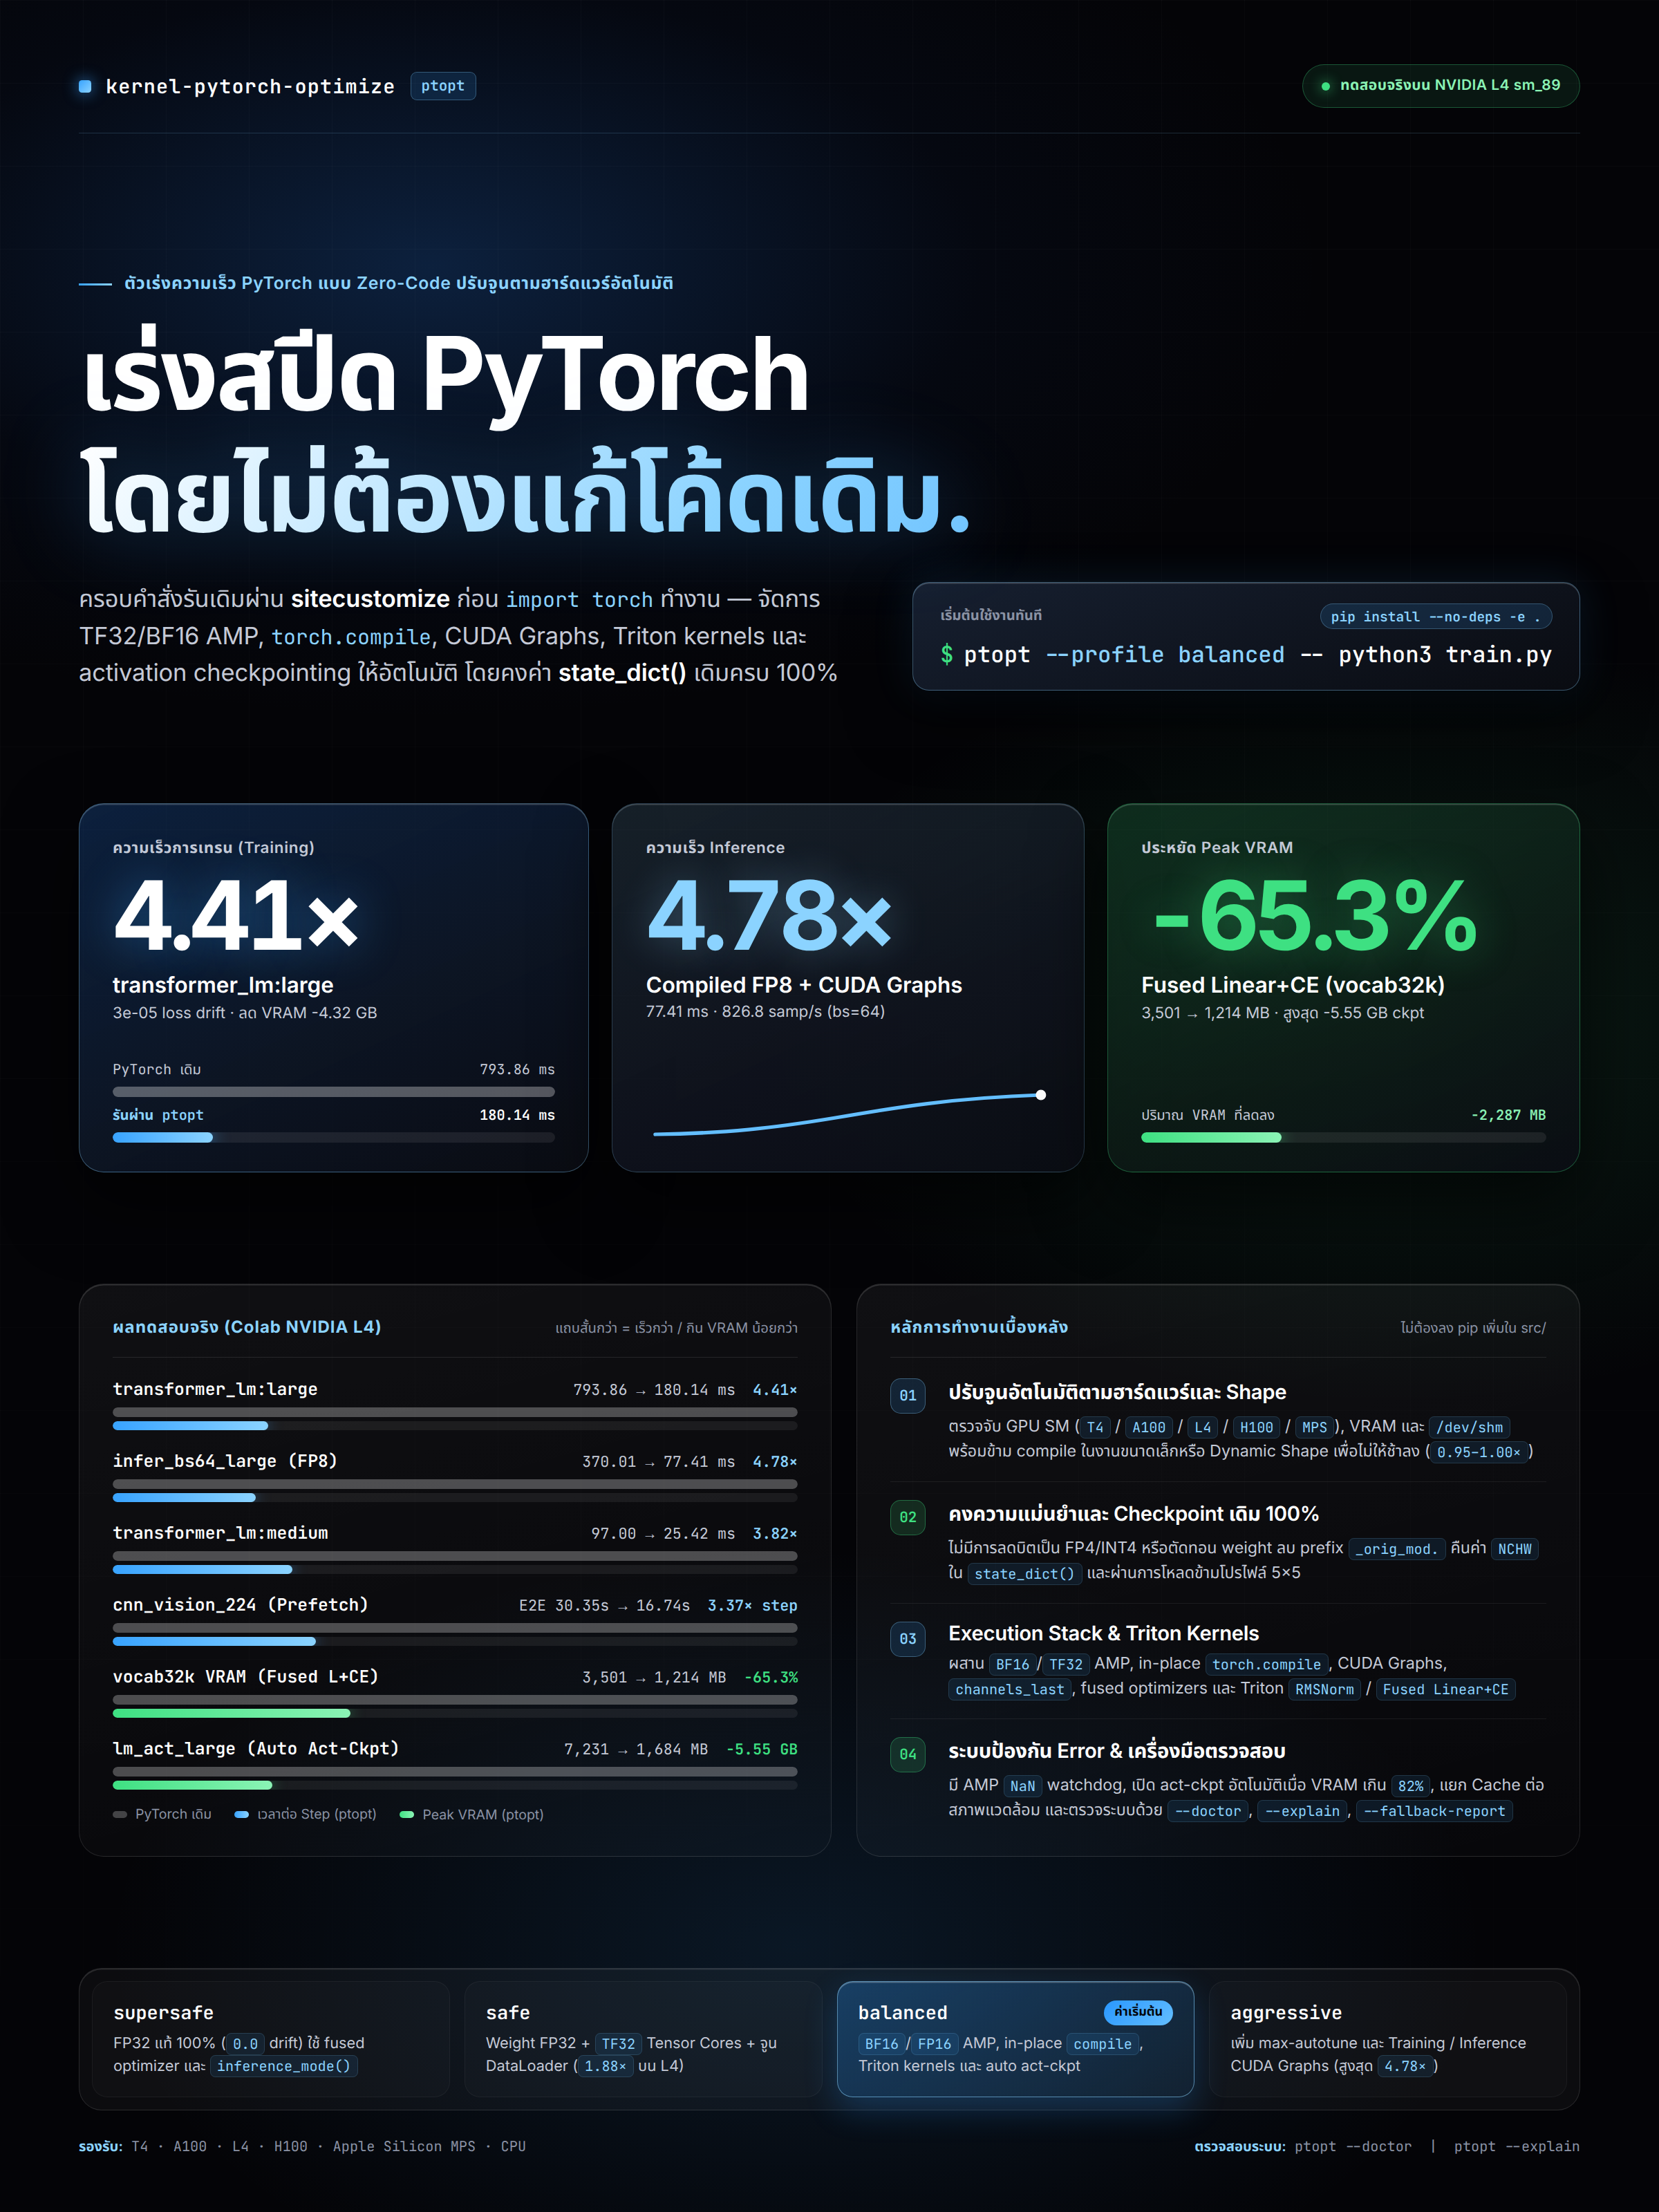 kernel-pytorch-optimize ptopt
ทดสอบจริงบน NVIDIA L4 sm_89
ตัวเร่งความเร็ว PyTorch แบบ Zero-Code ปรับจูนตามฮาร์ดแวร์อัตโนมัติ
เร่งสปีด PyTorch
โดยไม่ต้องแก้โค้ดเดิม.
ครอบคำสั่งรันเดิมผ่าน sitecustomize ก่อน import torch ทำงาน — จัดการ
TF32/BF16 AMP, torch.compile, CUDA Graphs, Triton kernels และ
activation checkpointing ให้อัตโนมัติ โดยคงค่า state_dict() เดิมครบ 100%
เริ่มต้นใช้งานทันที
pip install --no-deps -e .
$ ptopt --profile balanced -- python3 train.py
ความเร็วการเทรน (Training)
4.41×
transformer_lm:large
3e-05 loss drift · ลด VRAM -4.32 GB
PyTorch เดิม 793.86 ms
รันผ่าน ptopt 180.14 ms
ความเร็ว Inference
4.78×
Compiled FP8 + CUDA Graphs
77.41 ms · 826.8 samp/s (bs=64)
ประหยัด Peak VRAM
-65.3%
Fused Linear+CE (vocab32k)
3,501 → 1,214 MB · สูงสุด -5.55 GB ckpt
ปริมาณ VRAM ที่ลดลง -2,287 MB
ผลทดสอบจริง (Colab NVIDIA L4) แถบสั้นกว่า = เร็วกว่า / กิน VRAM น้อยกว่า
transformer_lm:large 793.86 → 180.14 ms 4.41×
infer_bs64_large (FP8) 370.01 → 77.41 ms 4.78×
transformer_lm:medium 97.00 → 25.42 ms 3.82×
cnn_vision_224 (Prefetch) E2E 30.35s → 16.74s 3.37× step
vocab32k VRAM (Fused L+CE) 3,501 → 1,214 MB -65.3%
lm_act_large (Auto Act-Ckpt) 7,231 → 1,684 MB -5.55 GB
PyTorch เดิม เวลาต่อ Step (ptopt) Peak VRAM (ptopt)
หลักการทำงานเบื้องหลัง ไม่ต้องลง pip เพิ่มใน src/
01 ปรับจูนอัตโนมัติตามฮาร์ดแวร์และ Shape
ตรวจจับ GPU SM (T4 / A100 / L4 / H100 / MPS), VRAM และ /dev/shm
พร้อมข้าม compile ในงานขนาดเล็กหรือ Dynamic Shape เพื่อไม่ให้ช้าลง (0.95–1.00×)
02 คงความแม่นยำและ Checkpoint เดิม 100%
ไม่มีการลดบิตเป็น FP4/INT4 หรือตัดทอน weight ลบ prefix _orig_mod. คืนค่า NCHW
ใน state_dict() และผ่านการโหลดข้ามโปรไฟล์ 5×5
03 Execution Stack & Triton Kernels
ผสาน BF16/TF32 AMP, in-place torch.compile, CUDA Graphs,
channels_last, fused optimizers และ Triton RMSNorm / Fused Linear+CE
04 ระบบป้องกัน Error & เครื่องมือตรวจสอบ
มี AMP NaN watchdog, เปิด act-ckpt อัตโนมัติเมื่อ VRAM เกิน 82%, แยก Cache ต่อ
สภาพแวดล้อม และตรวจระบบด้วย --doctor, --explain, --fallback-report
supersafe
FP32 แท้ 100% (0.0 drift) ใช้ fused
optimizer และ inference_mode()
safe
Weight FP32 + TF32 Tensor Cores + จูน
DataLoader (1.88× บน L4)
balanced ค่าเริ่มต้น
BF16/FP16 AMP, in-place compile,
Triton kernels และ auto act-ckpt
aggressive
เพิ่ม max-autotune และ Training / Inference
CUDA Graphs (สูงสุด 4.78×)
รองรับ: T4 · A100 · L4 · H100 · Apple Silicon MPS · CPU
ตรวจสอบระบบ: ptopt --doctor | ptopt --explain